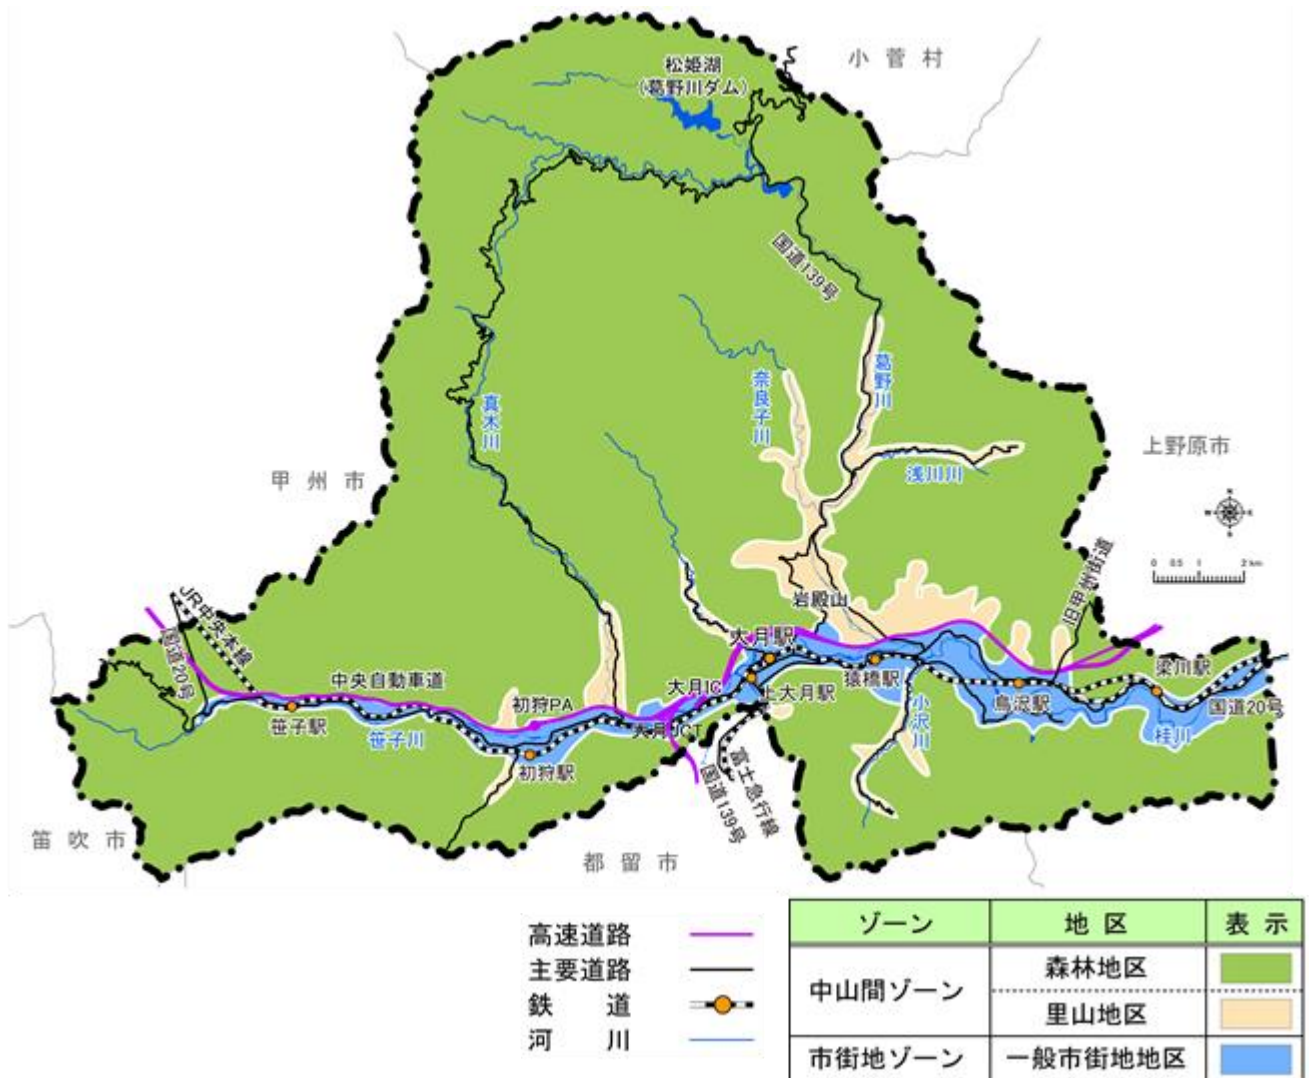 小菅村
松姫湖
(葛野川ダム)
国道139号
葛野川
奈良子川
真木川
浅川川
上野原市
甲州市
W
E
N
S
0 0.5 1 2 km
旧甲州街道
岩殿山
JR中央本線
国道20号
大月駅
梁川駅
中央自動車道
初狩PA
大月IC
上大月駅
猿橋駅
鳥沢駅
国道20号
笹子駅
笹子川
大月JCT
小沢川
桂川
初狩駅
富士急行線
国道139号
笛吹市
都留市
高速道路
主要道路
鉄道
河川
ゾーン 地区 表示
中山間ゾーン 森林地区
里山地区
市街地ゾーン 一般市街地地区